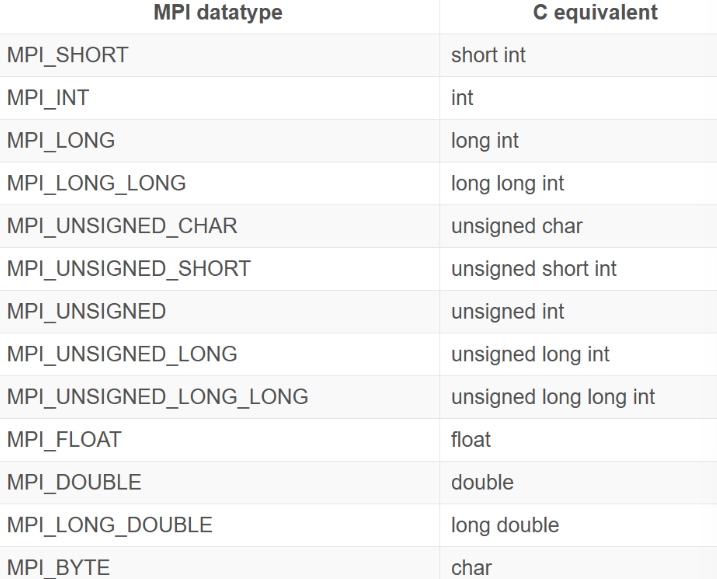 MPI datatype C equivalent
MPI_SHORT short int
MPI_INT int
MPI_LONG long int
MPI_LONG_LONG long long int
MPI_UNSIGNED_CHAR unsigned char
MPI_UNSIGNED_SHORT unsigned short int
MPI_UNSIGNED unsigned int
MPI_UNSIGNED_LONG unsigned long int
MPI_UNSIGNED_LONG_LONG unsigned long long int
MPI_FLOAT float
MPI_DOUBLE double
MPI_LONG_DOUBLE long double
MPI_BYTE char